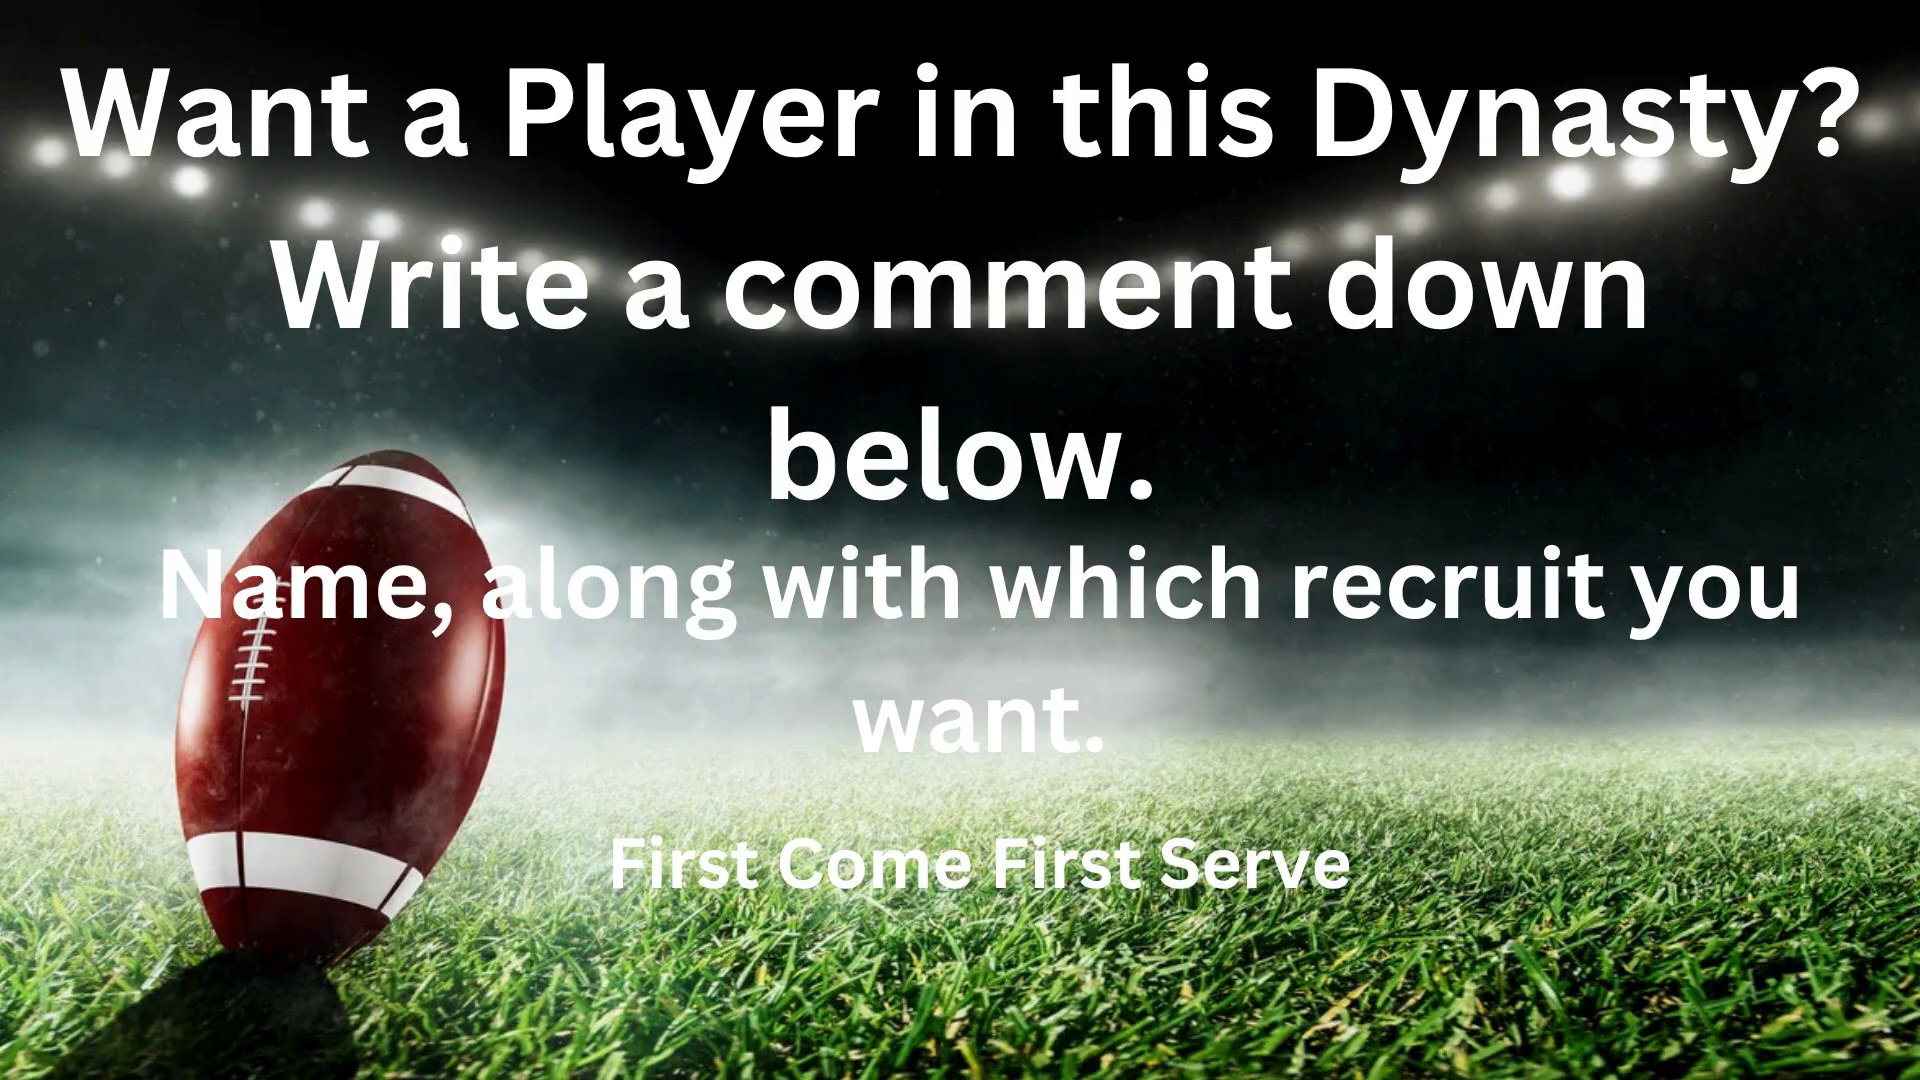 Want a Player in this Dynasty?
Write a comment down
below.
Name, along with which recruit you
want.
First Come First Serve